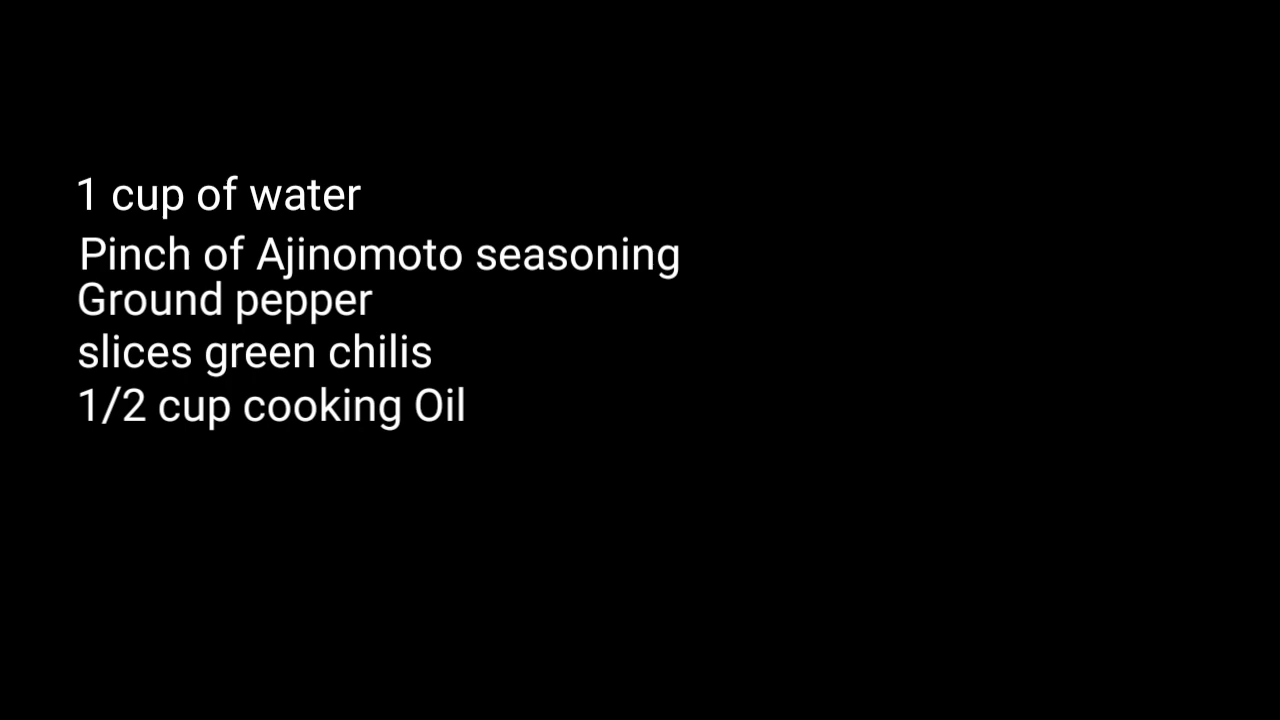 1 cup of water
Pinch of Ajinomoto seasoning
Ground pepper
slices green chilis
1/2 cup cooking Oil